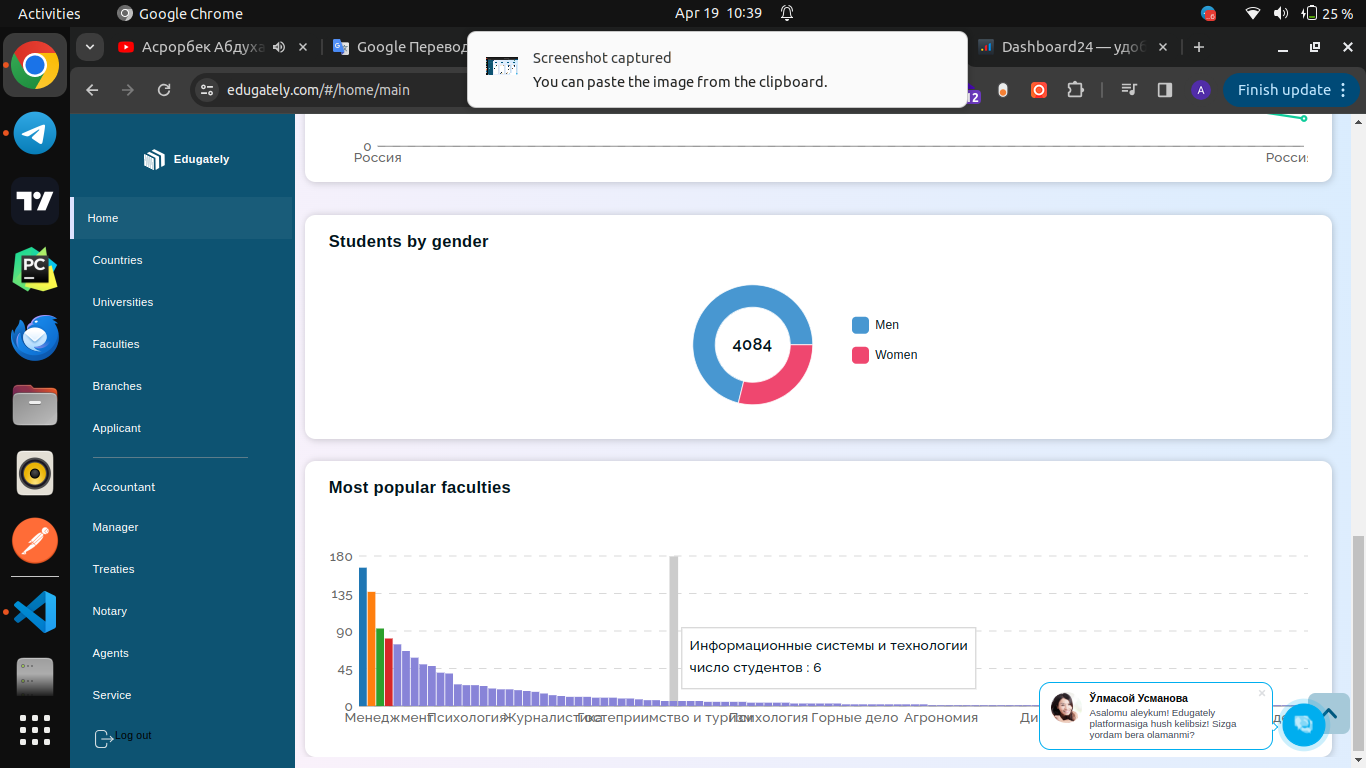 Activities
Google Chrome
Apr 19 10:39
25 %
Асрорбек Абдуха
Google Перевод
Dashboard24 — удоб
Screenshot captured
You can paste the image from the clipboard.
edugately.com/#/home/main
12
A
Finish update
Edugately
Home
Countries
Universities
Faculties
Branches
Applicant
Accountant
Manager
Treaties
Notary
Agents
Service
Log out
PC
0
Россия
Россия
Students by gender
4084
Men
Women
Most popular faculties
180
135
90
45
0
Информационные системы и технологии
число студентов : 6
Менеджмент
Психология
Журналистика
Гостеприимство и туризм
Психология
Горные дело
Агрономия
Ди
Ўлмасой Усманова
Asalomu aleykum! Edugately
platformasiga hush kelibsiz! Sizga
yordam bera olamanmi?